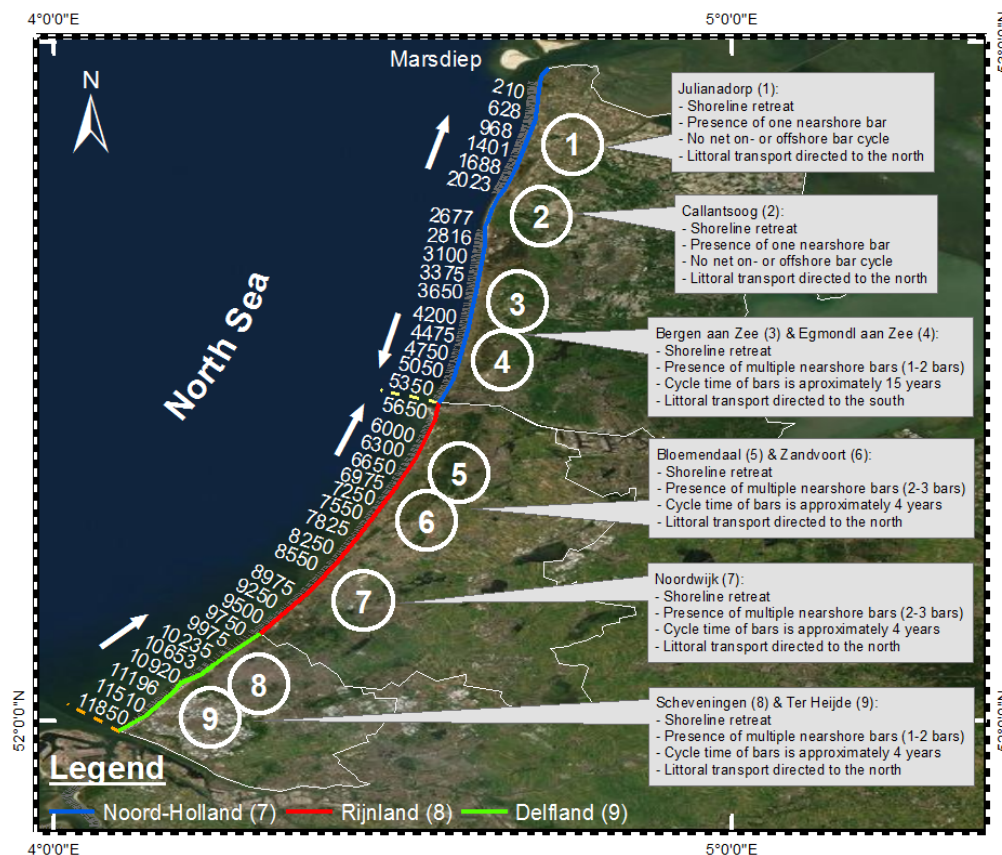 4°0'0"E
5°0'0"E
53°0'0"N
Marsdiep
N
210
628
968
1401
1688
2023
2677
2816
3100
3375
3650
4200
4475
4750
5050
5350
5650
6000
6300
6650
6975
7250
7550
7825
8250
8550
8975
9250
9500
9750
9975
10235
10653
10920
11196
11510
11850
North Sea
1
2
3
4
5
6
7
8
9
Julianadorp (1):
- Shoreline retreat
- Presence of one nearshore bar
- No net on- or offshore bar cycle
- Littoral transport directed to the north
Callantsoog (2):
- Shoreline retreat
- Presence of one nearshore bar
- No net on- or offshore bar cycle
- Littoral transport directed to the north
Bergen aan Zee (3) & Egmondl aan Zee (4):
- Shoreline retreat
- Presence of multiple nearshore bars (1-2 bars)
- Cycle time of bars is aproximately 15 years
- Littoral transport directed to the south
Bloemendaal (5) & Zandvoort (6):
- Shoreline retreat
- Presence of multiple nearshore bars (2-3 bars)
- Cycle time of bars is approximately 4 years
- Littoral transport directed to the north
Noordwijk (7):
- Shoreline retreat
- Presence of multiple nearshore bars (2-3 bars)
- Cycle time of bars is approximately 4 years
- Littoral transport directed to the north
Scheveningen (8) & Ter Heijde (9):
- Shoreline retreat
- Presence of multiple nearshore bars (1-2 bars)
- Cycle time of bars is approximately 4 years
- Littoral transport directed to the north
52°0'0"N
52°0'0"N
Legend
Noord-Holland (7)
Rijnland (8)
Delfland (9)
4°0'0"E
5°0'0"E